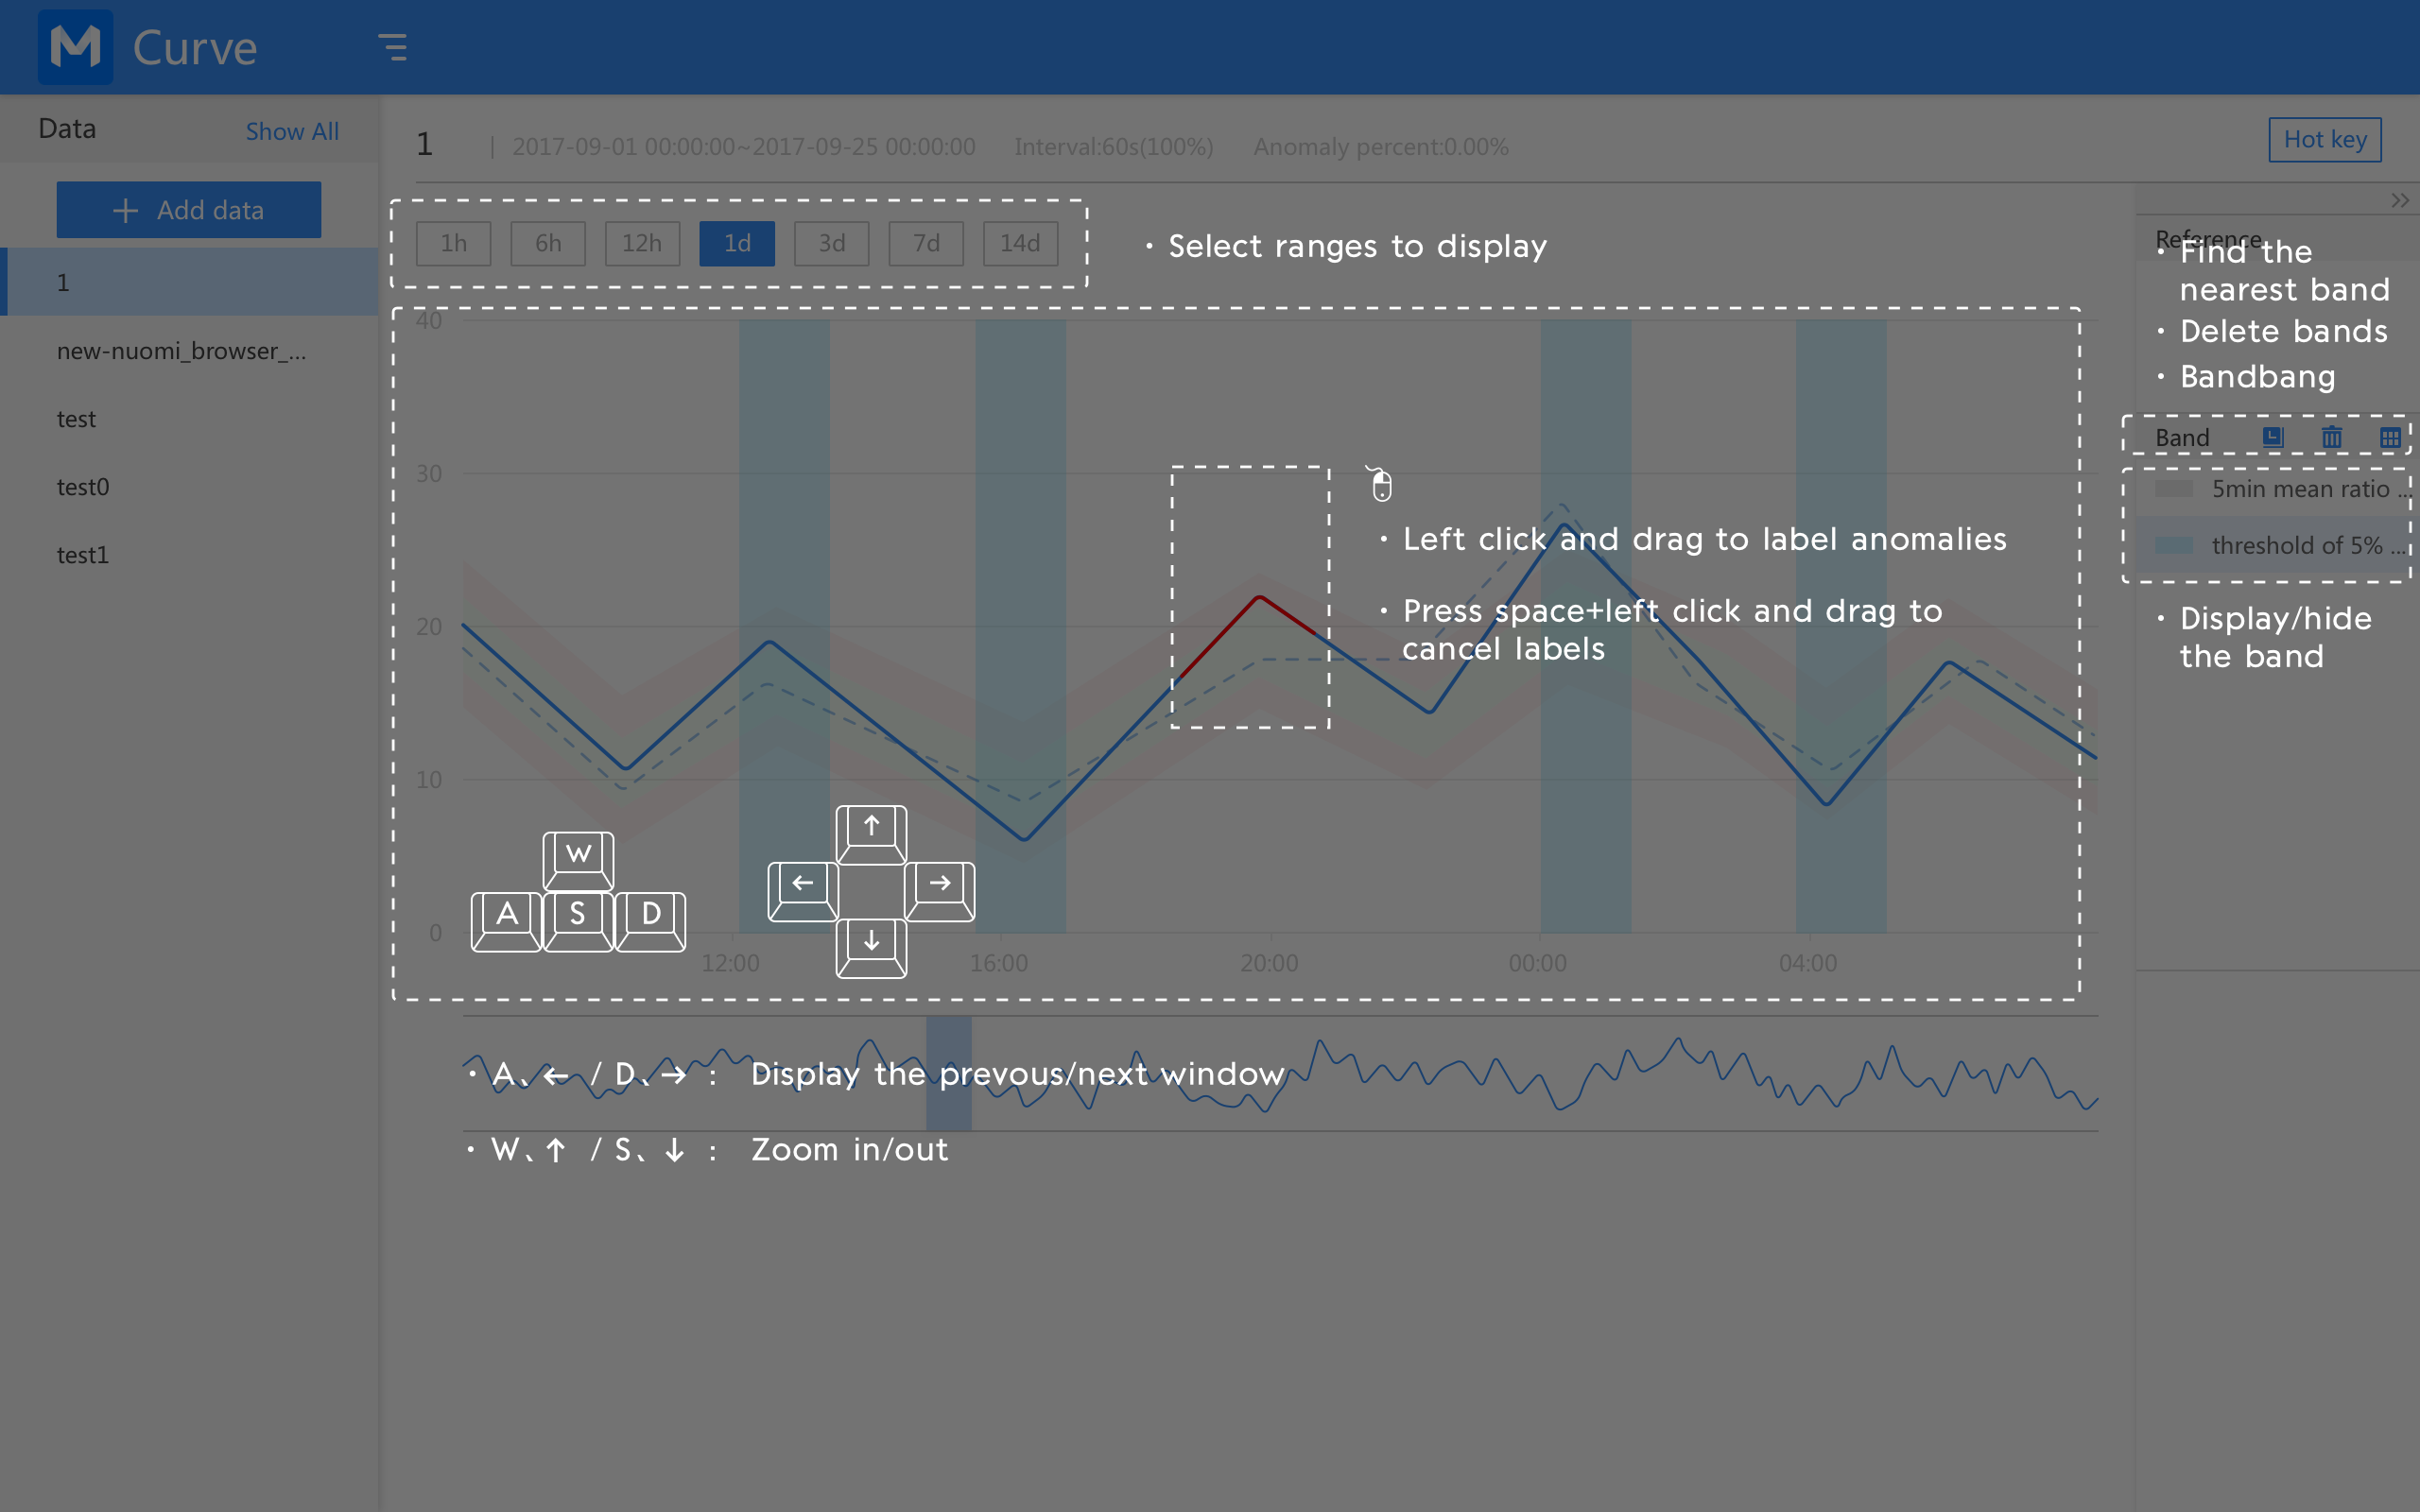 Curve
Data Show All
1 | 2017-09-01 00:00:00~2017-09-25 00:00:00 Interval:60s(100%) Anomaly percent:0.00%
Hot key
+ Add data
1
new-nuomi_browser_...
test
test0
test1
1h 6h 12h 1d 3d 7d 14d
· Select ranges to display
Reference
· Find the
nearest band
· Delete bands
· Bandbang
Band
5min mean ratio ...
threshold of 5% ...
· Display/hide
the band
40
30
20
10
0
· Left click and drag to label anomalies
· Press space+left click and drag to
cancel labels
W
A S D
↑
← →
↓
12:00 16:00 20:00 00:00 04:00
· A、← / D、→ : Display the prevous/next window
· W、↑ / S、↓ : Zoom in/out